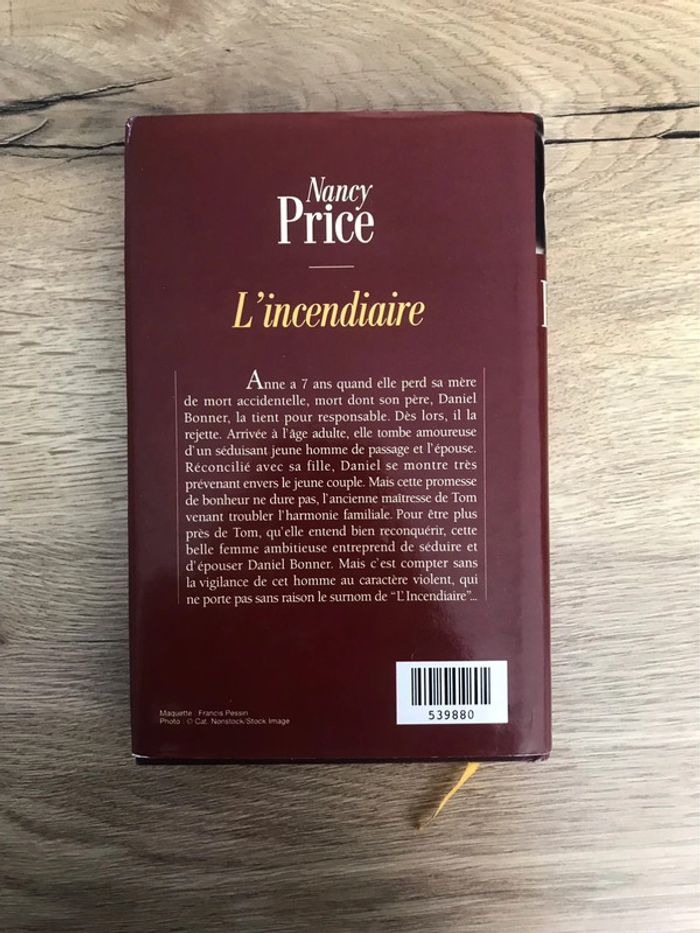 Nancy
Price
L'incendiaire
Anne a 7 ans quand elle perd sa mère
de mort accidentelle, mort dont son père, Daniel
Bonner, la tient pour responsable. Dès lors, il la
rejette. Arrivée à l'âge adulte, elle tombe amoureuse
d'un séduisant jeune homme de passage et l'épouse.
Réconcilié avec sa fille, Daniel se montre très
prévenant envers le jeune couple. Mais cette promesse
de bonheur ne dure pas, l'ancienne maîtresse de Tom
venant troubler l'harmonie familiale. Pour être plus
près de Tom, qu'elle entend bien reconquérir, cette
belle femme ambitieuse entreprend de séduire et
d'épouser Daniel Bonner. Mais c'est compter sans
la vigilance de cet homme au caractère violent, qui
ne porte pas sans raison le surnom de "L'Incendiaire"...
Maquette : Francis Pessin
Photo : © Cat. Nonstock/Stock Image
539880